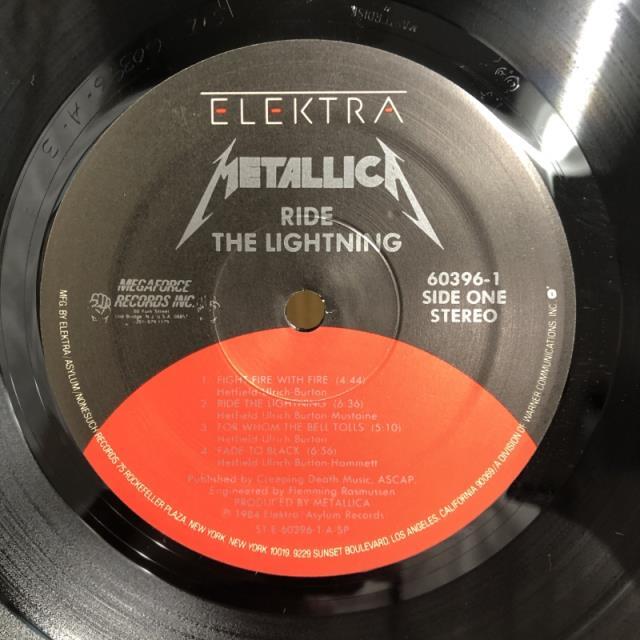 ELEKTRA
METALLICA
RIDE
THE LIGHTNING
MEGAFORCE
RECORDS INC.
60396-1
SIDE ONE
STEREO
1. FIGHT FIRE WITH FIRE (4:44)
Hetfield-Ulrich-Burton
2. RIDE THE LIGHTNING (6:36)
Hetfield-Ulrich-Burton-Mustaine
3. FOR WHOM THE BELL TOLLS (5:10)
Hetfield-Ulrich-Burton
4. FADE TO BLACK (6:56)
Hetfield-Ulrich-Burton-Hammett
Published by Creeping Death Music, ASCAP.
Engineered by Flemming Rasmussen
PRODUCED BY METALLICA
℗ 1984 Elektra/Asylum Records
ST-E-60396-1-A-SP
MFG. BY ELEKTRA/ASYLUM/NONESUCH RECORDS 75 ROCKEFELLER PLAZA, NEW YORK, NEW YORK 10019. 9229 SUNSET BOULEVARD, LOS ANGELES, CALIFORNIA 90069/A DIVISION OF WARNER COMMUNICATIONS, INC.